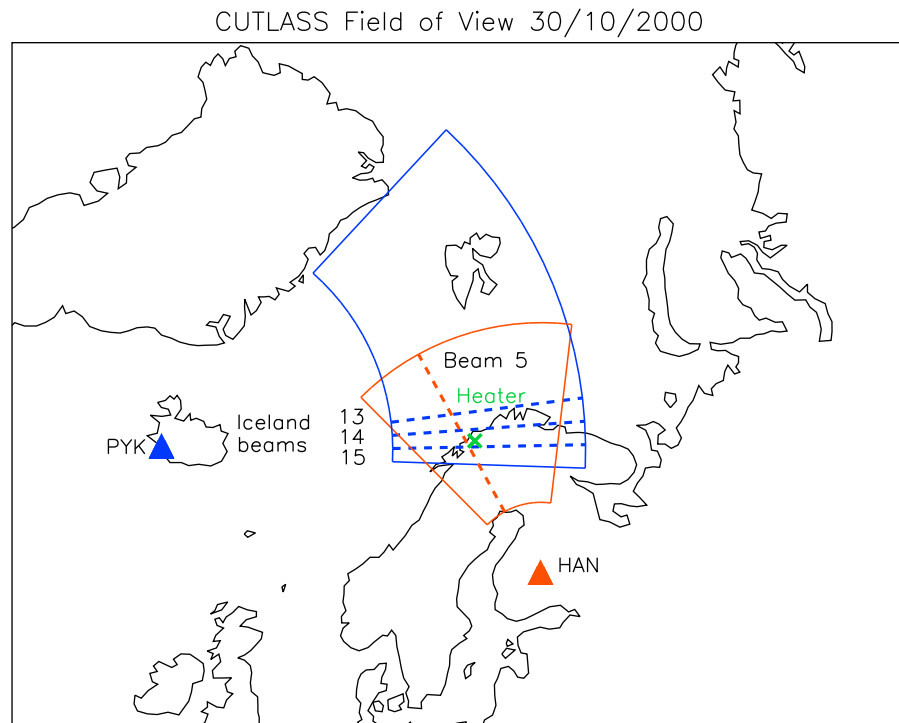 CUTLASS Field of View 30/10/2000
Beam 5
Heater
13
14
15
Iceland
beams
PYK
HAN